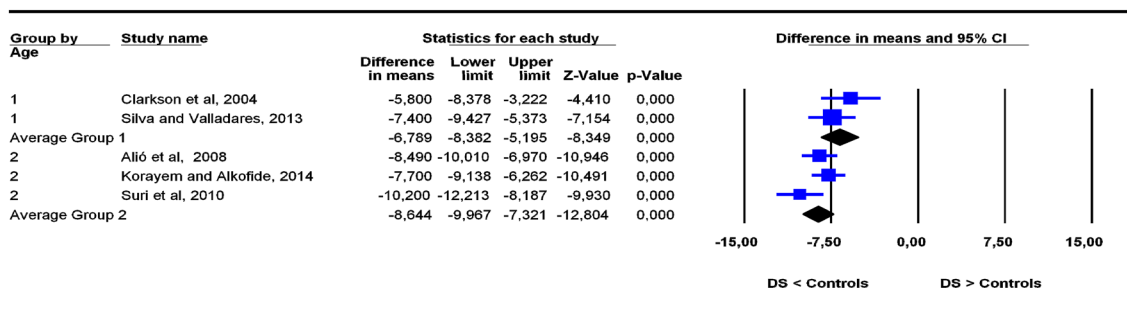 Group by Age Study name Statistics for each study Difference in means and 95% CI
Difference in means Lower limit Upper limit Z-Value p-Value
1 Clarkson et al, 2004 -5,800 -8,378 -3,222 -4,410 0,000
1 Silva and Valladares, 2013 -7,400 -9,427 -5,373 -7,154 0,000
Average Group 1 -6,789 -8,382 -5,195 -8,349 0,000
2 Alió et al, 2008 -8,490 -10,010 -6,970 -10,946 0,000
2 Korayem and Alkofide, 2014 -7,700 -9,138 -6,262 -10,491 0,000
2 Suri et al, 2010 -10,200 -12,213 -8,187 -9,930 0,000
Average Group 2 -8,644 -9,967 -7,321 -12,804 0,000
-15,00 -7,50 0,00 7,50 15,00
DS < Controls DS > Controls